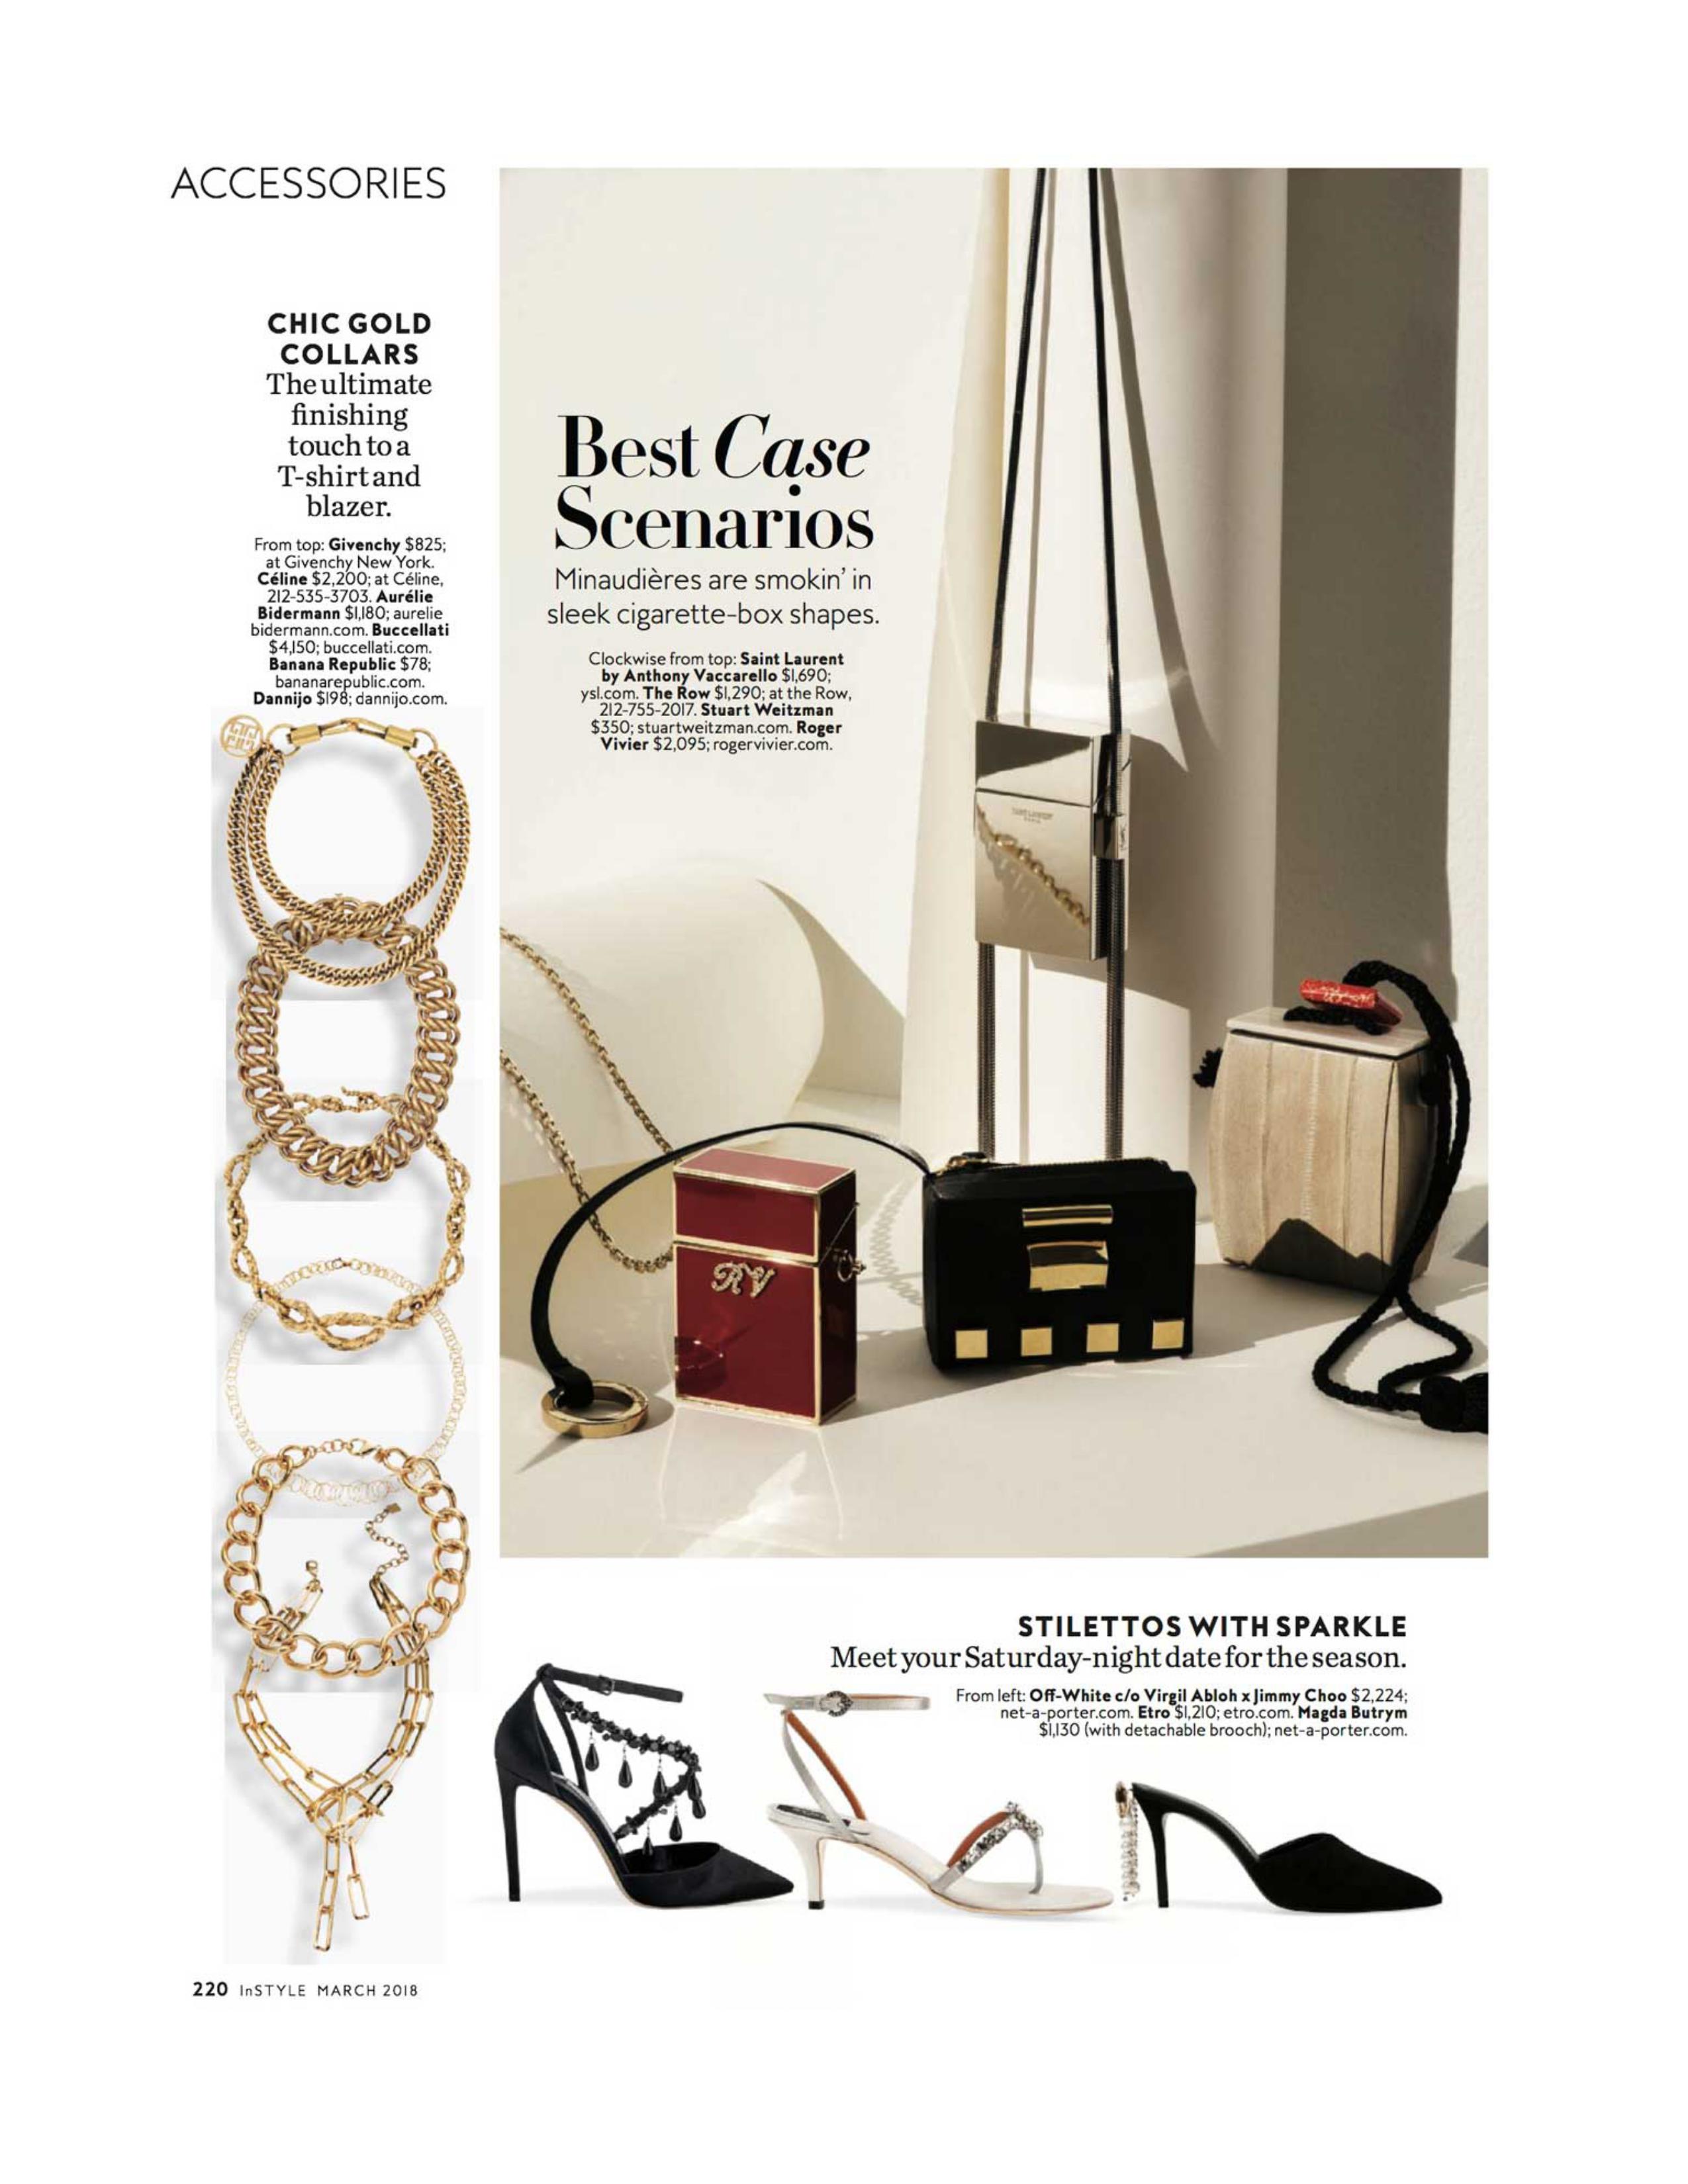 ACCESSORIES
CHIC GOLD
COLLARS
The ultimate
finishing
touch to a
T-shirt and
blazer.
From top: Givenchy $825;
at Givenchy New York.
Céline $2,200; at Céline,
212-535-3703. Aurélie
Bidermann $1,180; aurelie
bidermann.com. Buccellati
$4,150; buccellati.com.
Banana Republic $78;
bananarepublic.com.
Dannijo $198; dannijo.com.
Best Case
Scenarios
Minaudières are smokin' in
sleek cigarette-box shapes.
Clockwise from top: Saint Laurent
by Anthony Vaccarello $1,690;
ysl.com. The Row $1,290; at the Row,
212-755-2017. Stuart Weitzman
$350; stuartweitzman.com. Roger
Vivier $2,095; rogervivier.com.
SAINT LAURENT
PARIS
RV
STILETTOS WITH SPARKLE
Meet your Saturday-night date for the season.
From left: Off-White c/o Virgil Abloh x Jimmy Choo $2,224;
net-a-porter.com. Etro $1,210; etro.com. Magda Butrym
$1,130 (with detachable brooch); net-a-porter.com.
220 InSTYLE MARCH 2018